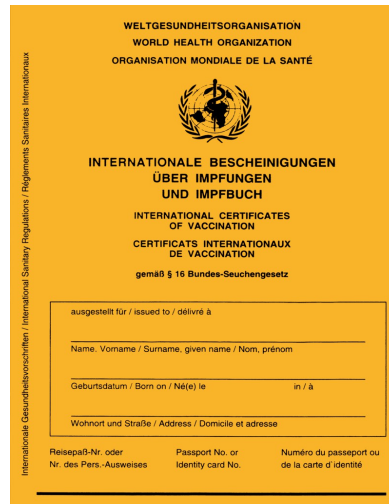 WELTGESUNDHEITSORGANISATION
WORLD HEALTH ORGANIZATION
ORGANISATION MONDIALE DE LA SANTÉ
INTERNATIONALE BESCHEINIGUNGEN
ÜBER IMPFUNGEN
UND IMPFBUCH
INTERNATIONAL CERTIFICATES
OF VACCINATION
CERTIFICATS INTERNATIONAUX
DE VACCINATION
gemäß § 16 Bundes-Seuchengesetz
ausgestellt für / issued to / délivré à
Name. Vorname / Surname, given name / Nom, prénom
Geburtsdatum / Born on / Né(e) le in / à
Wohnort und Straße / Address / Domicile et adresse
Reisepaß-Nr. oder Passport No. or Numéro du passeport ou
Nr. des Pers.-Ausweises Identity card No. de la carte d'identité
Internationale Gesundheitsvorschriften / International Sanitary Regulations / Règlements Sanitaires Internationaux